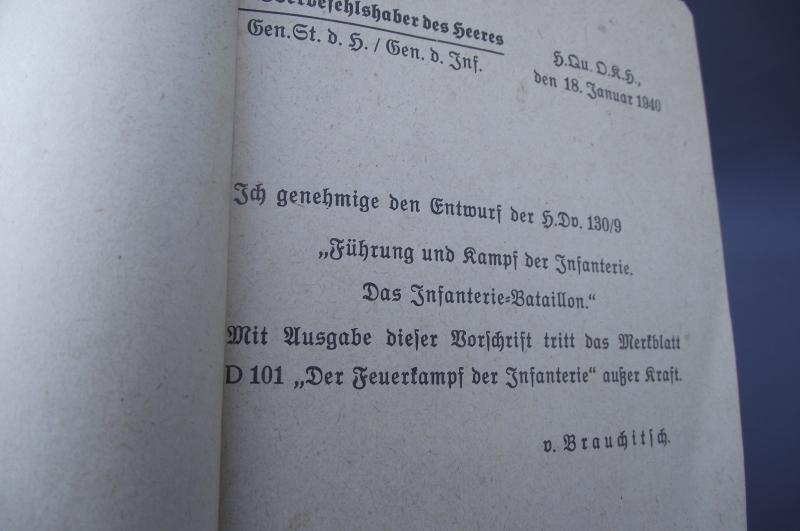 Oberbefehlshaber des Heeres
Gen.St. d. H. / Gen. d. Inf.
H.Qu. O.K.H.,
den 18. Januar 1940
Ich genehmige den Entwurf der H.Dv. 130/9
„Führung und Kampf der Infanterie.
Das Infanterie-Bataillon.“
Mit Ausgabe dieser Vorschrift tritt das Merkblatt
D 101 „Der Feuerkampf der Infanterie“ außer Kraft.
v. Brauchitsch.